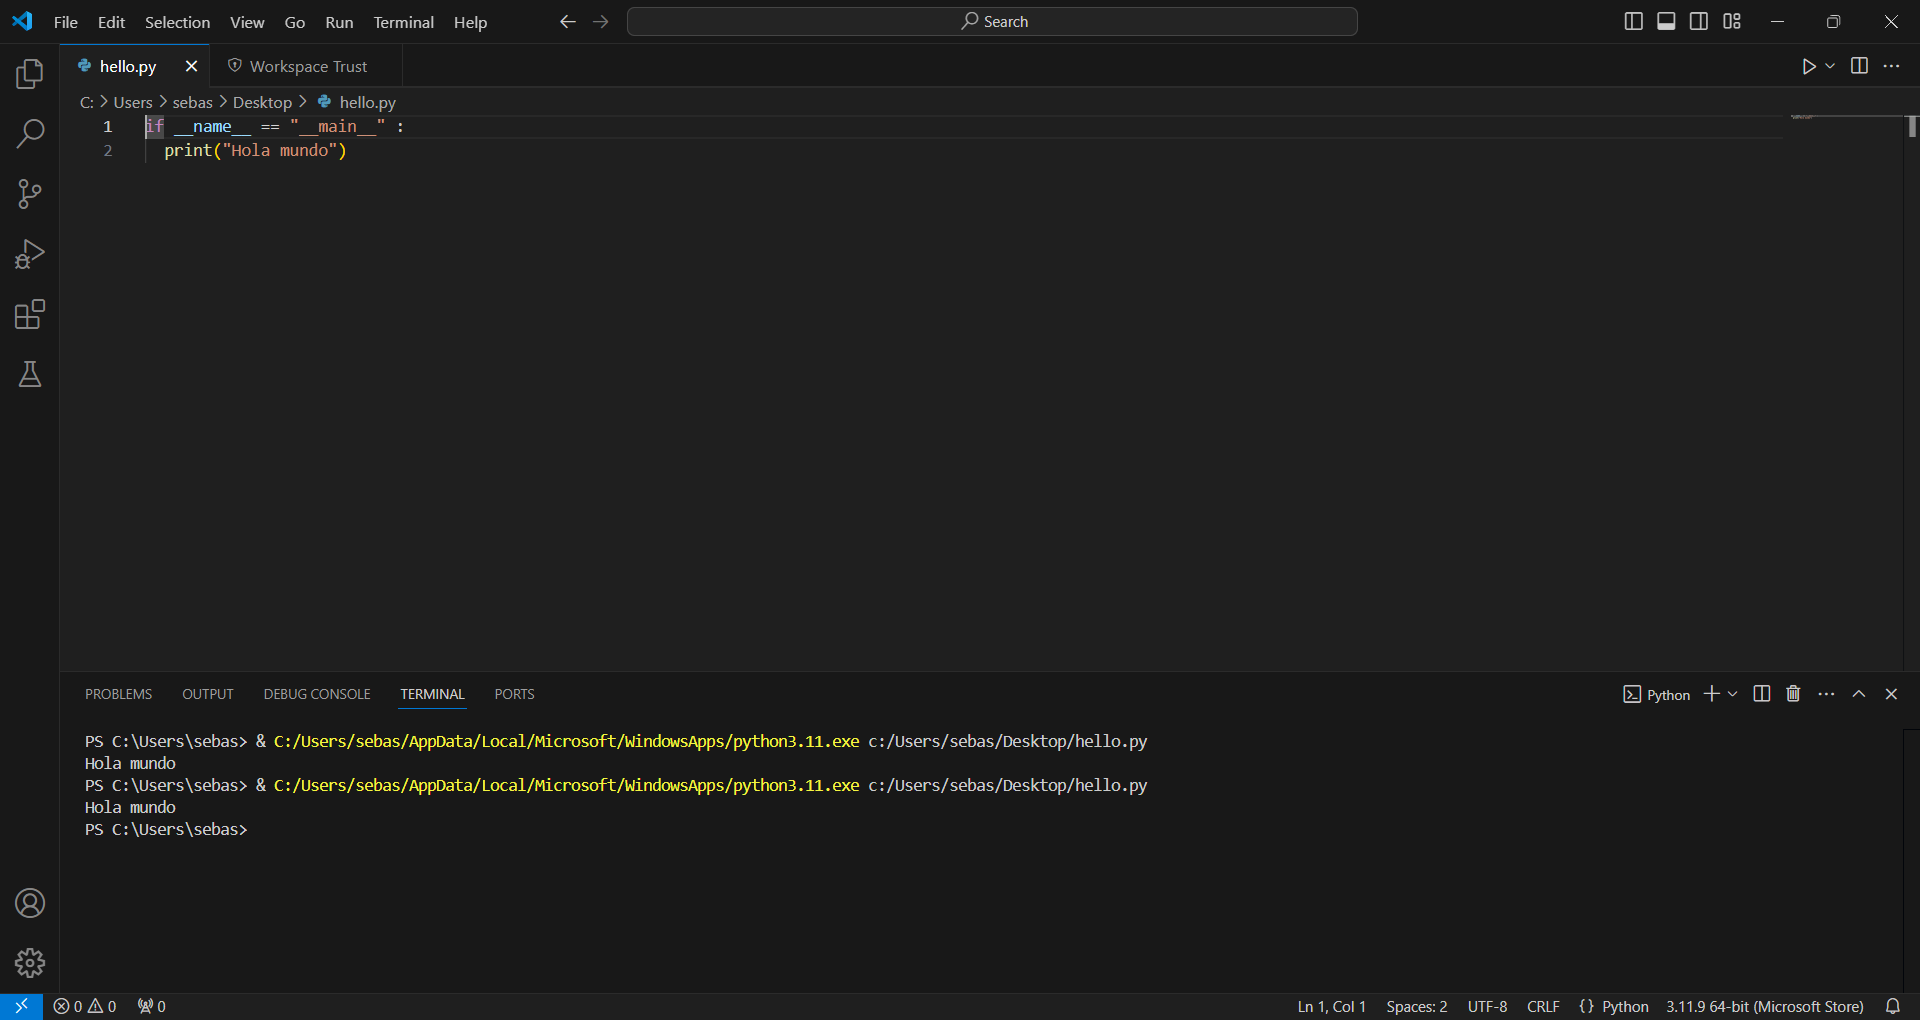 File Edit Selection View Go Run Terminal Help Search
hello.py Workspace Trust
C: > Users > sebas > Desktop > hello.py
1 if __name__ == "__main__" :
2 print("Hola mundo")
PROBLEMS OUTPUT DEBUG CONSOLE TERMINAL PORTS Python
PS C:\Users\sebas> & C:/Users/sebas/AppData/Local/Microsoft/WindowsApps/python3.11.exe c:/Users/sebas/Desktop/hello.py
Hola mundo
PS C:\Users\sebas> & C:/Users/sebas/AppData/Local/Microsoft/WindowsApps/python3.11.exe c:/Users/sebas/Desktop/hello.py
Hola mundo
PS C:\Users\sebas>
0 0 0 Ln 1, Col 1 Spaces: 2 UTF-8 CRLF {} Python 3.11.9 64-bit (Microsoft Store)